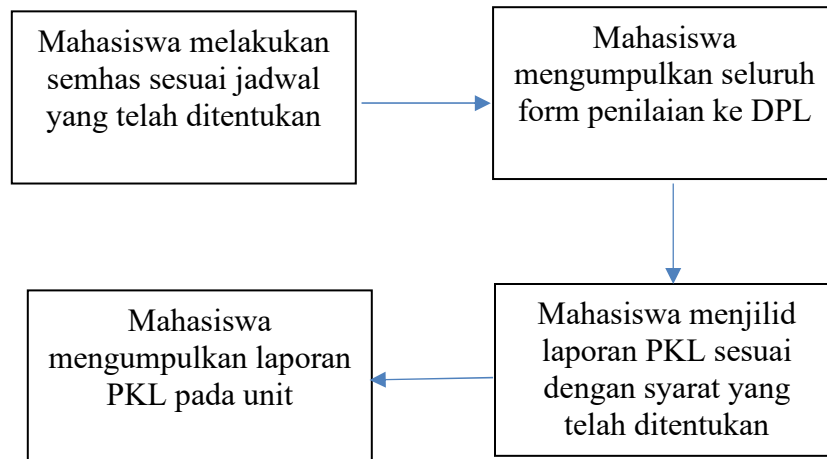 Mahasiswa melakukan
semhas sesuai jadwal
yang telah ditentukan
Mahasiswa
mengumpulkan seluruh
form penilaian ke DPL
Mahasiswa menjilid
laporan PKL sesuai
dengan syarat yang
telah ditentukan
Mahasiswa
mengumpulkan laporan
PKL pada unit